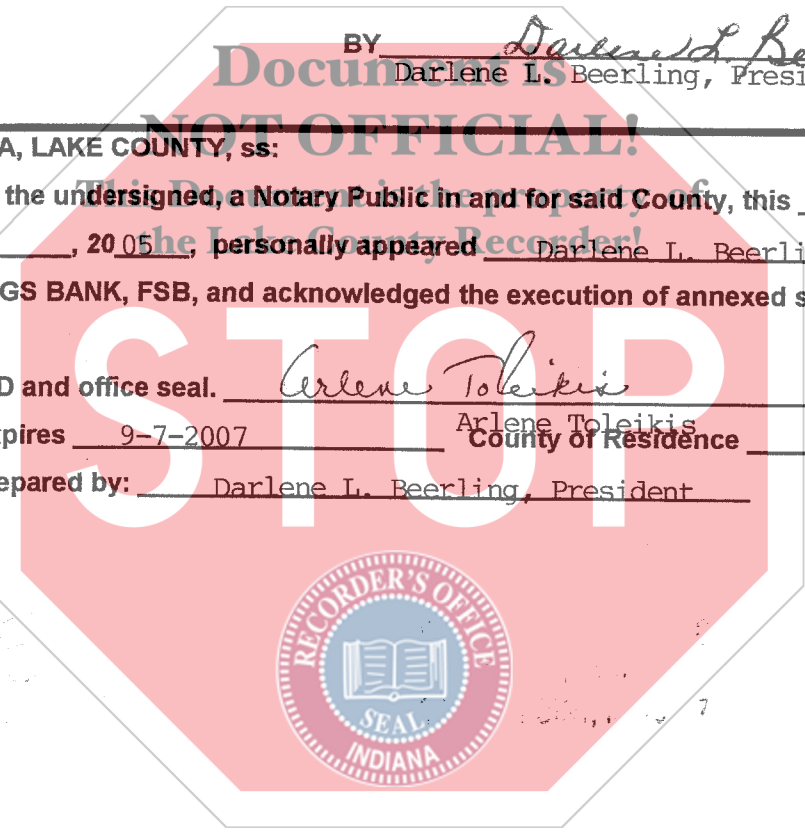 BY Darlene L. Be
Darlene L. Beerling, Presi
Document is
NOT OFFICIAL!
This Document is the property of
the Lake County Recorder!
A, LAKE COUNTY, ss:
the undersigned, a Notary Public in and for said County, this
, 20 05, personally appeared Darlene L. Beerli
GS BANK, FSB, and acknowledged the execution of annexed s
STOP
D and office seal. Arlene Toleikis
Arlene Toleikis
pires 9-7-2007 County of Residence
epared by: Darlene L. Beerling, President
RECORDER'S OFFICE
SEAL
INDIANA